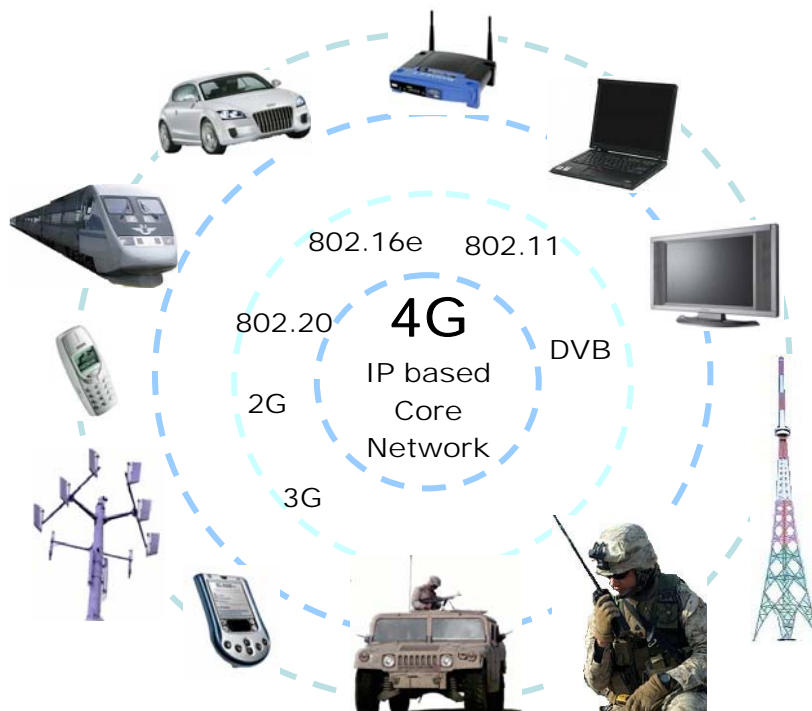 802.16e
802.11
802.20
4G
DVB
IP based
2G
Core
Network
3G